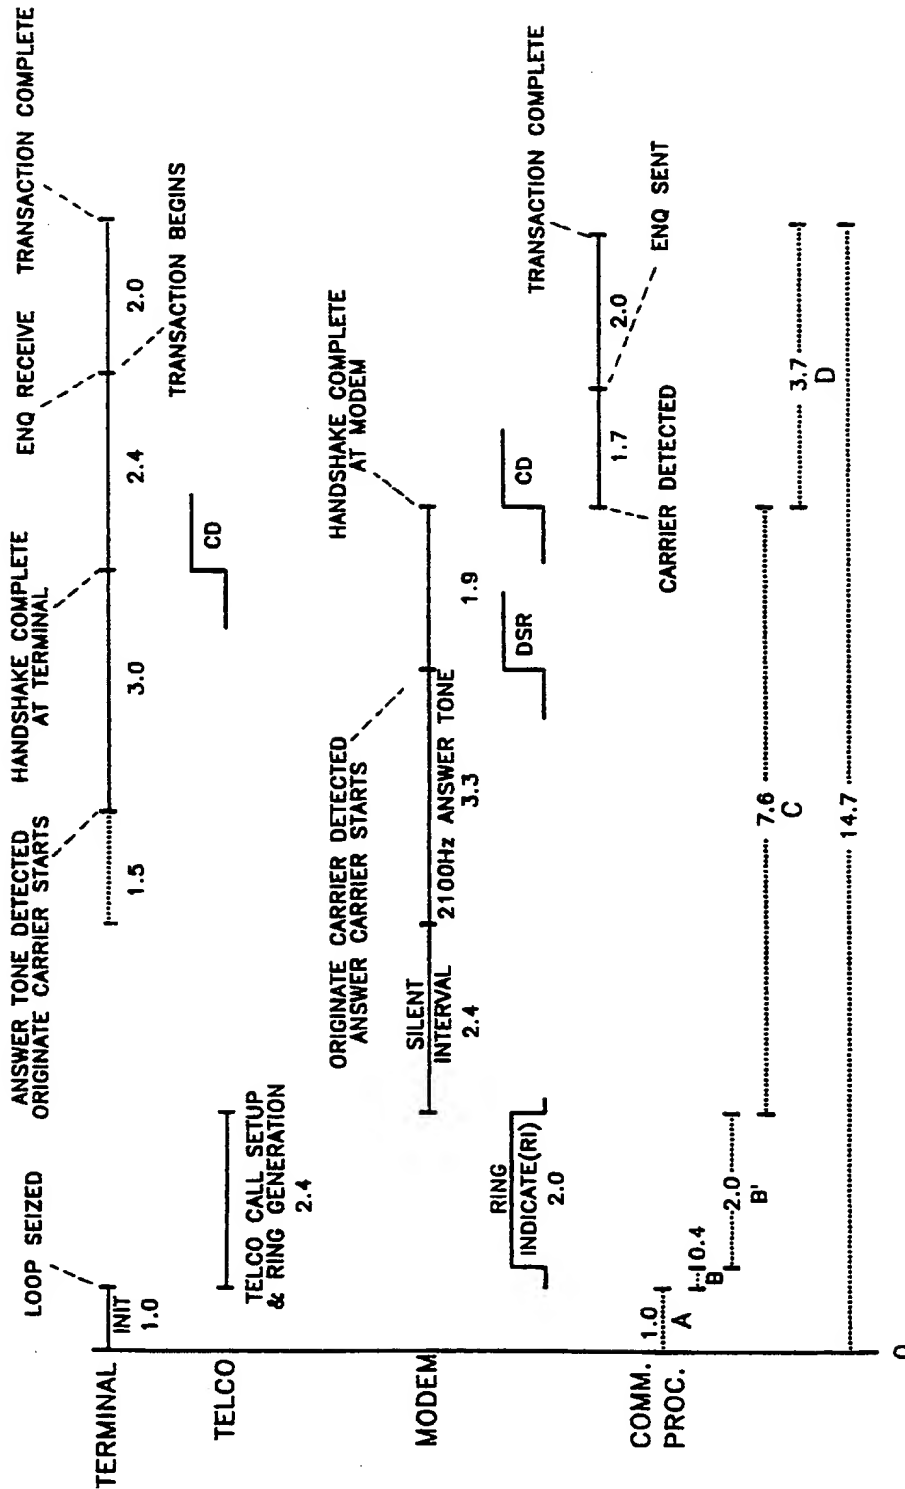 TERMINAL
LOOP SEIZED
INIT
1.0
ANSWER TONE DETECTED
ORIGINATE CARRIER STARTS
1.5
HANDSHAKE COMPLETE
AT TERMINAL
3.0
ENQ RECEIVE
2.4
TRANSACTION COMPLETE
2.0
TRANSACTION BEGINS
TELCO
TELCO CALL SETUP
& RING GENERATION
2.4
CD
MODEM
SILENT
INTERVAL
2.4
ORIGINATE CARRIER DETECTED
ANSWER CARRIER STARTS
2100Hz ANSWER TONE
3.3
HANDSHAKE COMPLETE
AT MODEM
1.9
RING
INDICATE(RI)
2.0
DSR
CD
COMM.
PROC.
TRANSACTION COMPLETE
1.7
2.0
CARRIER DETECTED
ENQ SENT
1.0
A
0.4
B
2.0
B'
7.6
C
3.7
D
14.7
0